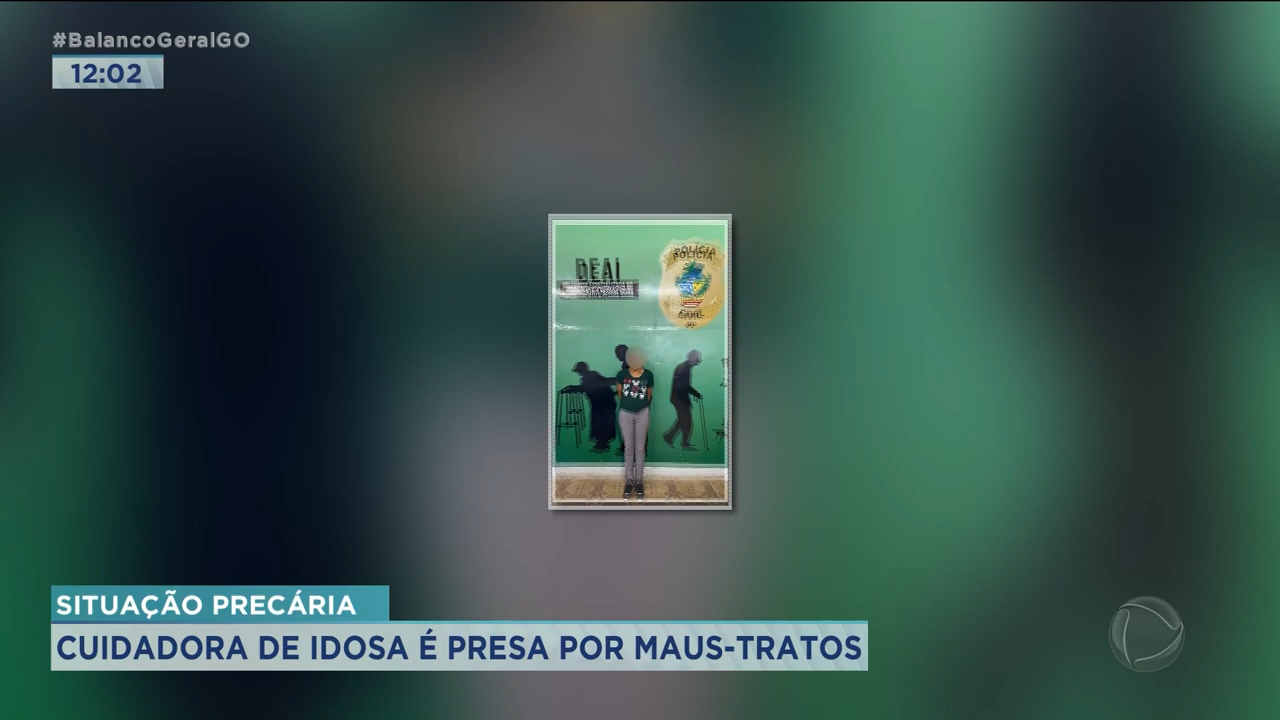 #BalancoGeralGO
12:02
DEAI
POLÍCIA
CIVIL
SITUAÇÃO PRECÁRIA
CUIDADORA DE IDOSA É PRESA POR MAUS-TRATOS